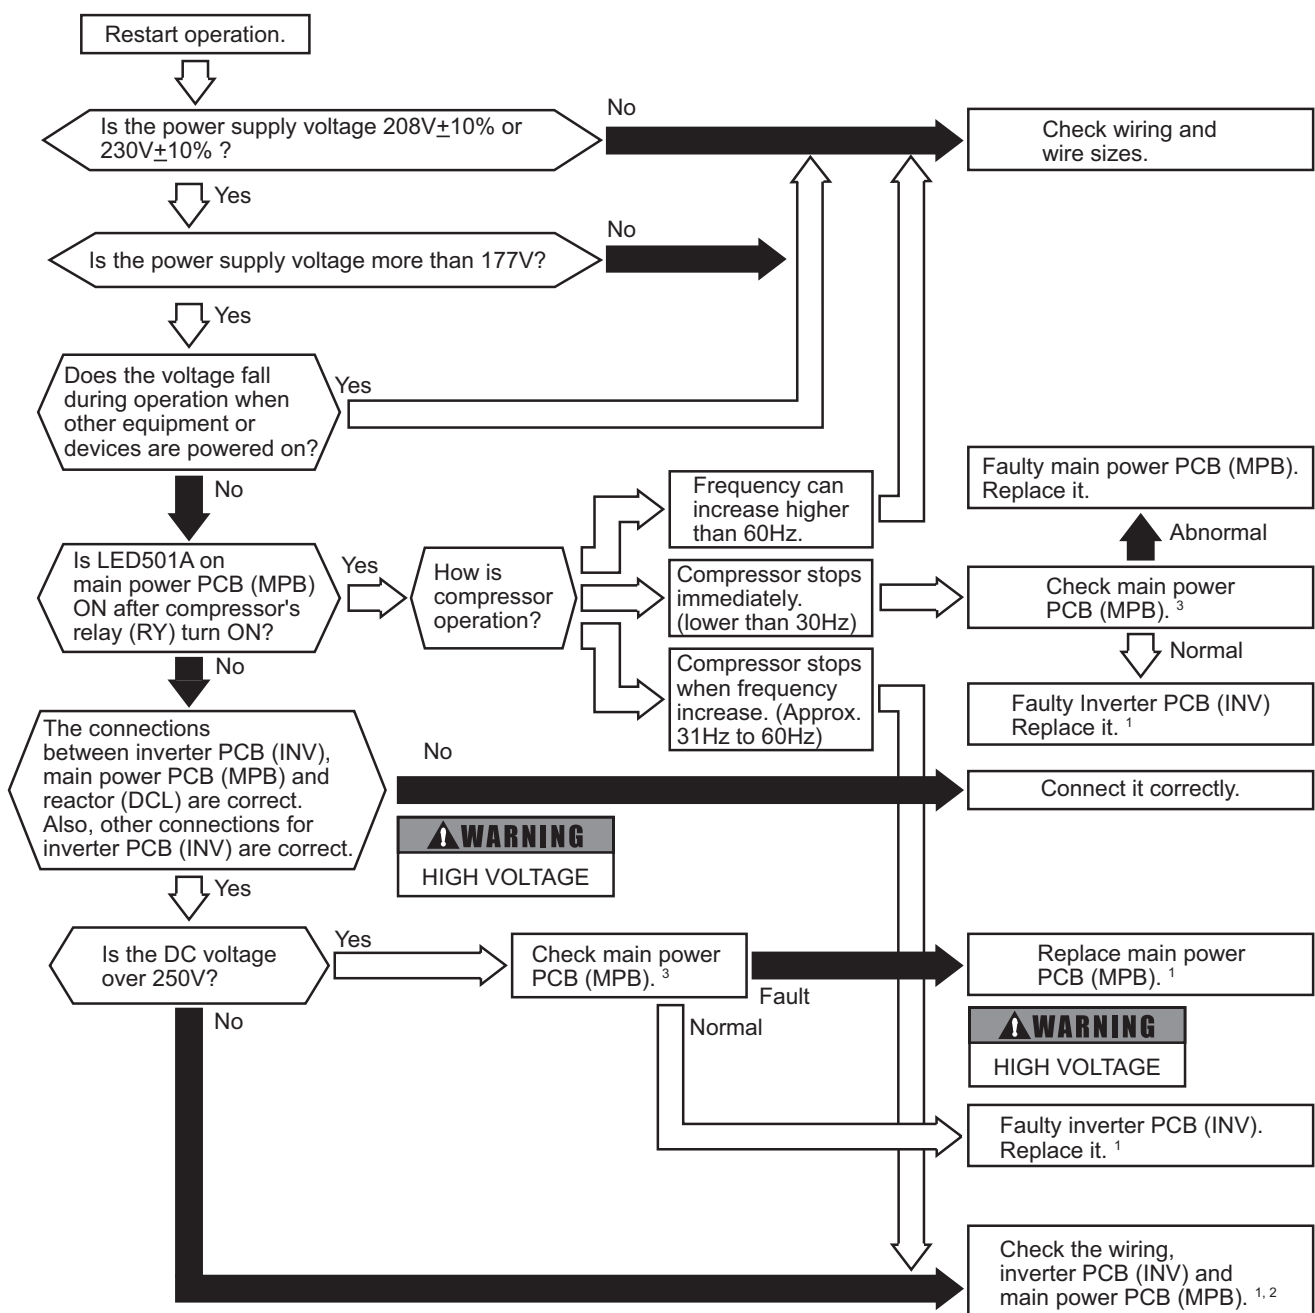 Restart operation.
Is the power supply voltage 208V±10% or
230V±10% ?
No
Check wiring and
wire sizes.
Yes
Is the power supply voltage more than 177V?
No
Yes
Does the voltage fall
during operation when
other equipment or
devices are powered on?
Yes
No
Is LED501A on
main power PCB (MPB)
ON after compressor's
relay (RY) turn ON?
Yes
How is
compressor
operation?
Frequency can
increase higher
than 60Hz.
Compressor stops
immediately.
(lower than 30Hz)
Compressor stops
when frequency
increase. (Approx.
31Hz to 60Hz)
Faulty main power PCB (MPB).
Replace it.
Abnormal
Check main power
PCB (MPB). 3
Normal
Faulty Inverter PCB (INV)
Replace it. 1
No
The connections
between inverter PCB (INV),
main power PCB (MPB) and
reactor (DCL) are correct.
Also, other connections for
inverter PCB (INV) are correct.
No
Connect it correctly.
WARNING
HIGH VOLTAGE
Yes
Is the DC voltage
over 250V?
Yes
Check main power
PCB (MPB). 3
Fault
Replace main power
PCB (MPB). 1
WARNING
HIGH VOLTAGE
Normal
Faulty inverter PCB (INV).
Replace it. 1
No
Check the wiring,
inverter PCB (INV) and
main power PCB (MPB). 1, 2